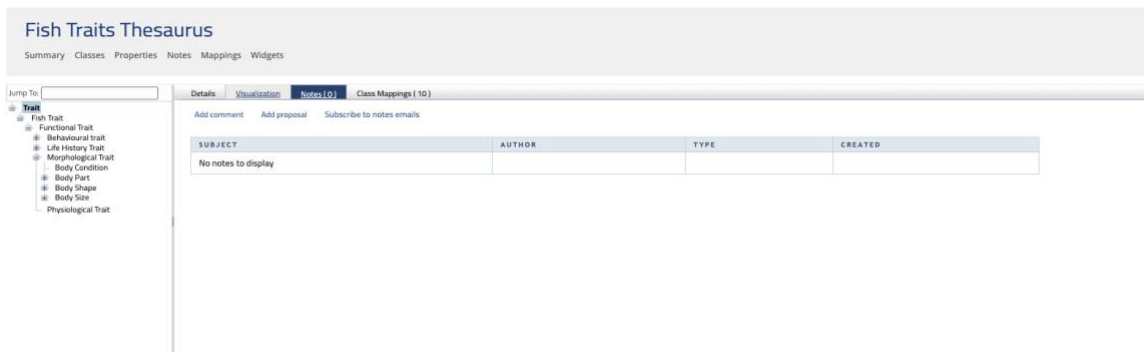 Fish Traits Thesaurus
Summary Classes Properties Notes Mappings Widgets
Jump To:
Trait
Fish Trait
Functional Trait
Behavioural trait
Life History Trait
Morphological Trait
Body Condition
Body Part
Body Shape
Body Size
Physiological Trait
Details Visualization Notes ( 0 ) Class Mappings ( 10 )
Add comment Add proposal Subscribe to notes emails
SUBJECT AUTHOR TYPE CREATED
No notes to display